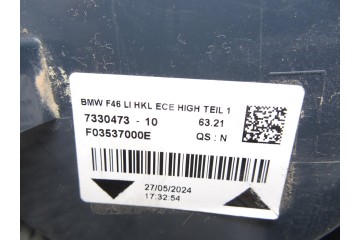 BMW F46 LI HKL ECE HIGH TEIL 1
7330473 - 10 63.21
F03537000E QS : N
27/05/2024
17:32:54